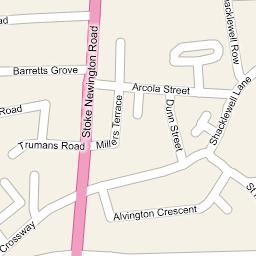 Stoke Newington Road
Shacklewell Row
Barretts Grove
Arcola Street
Shacklewell Lane
Road
Millers Terrace
Dunn Street
Trumans Road
Alvington Crescent
Crossway